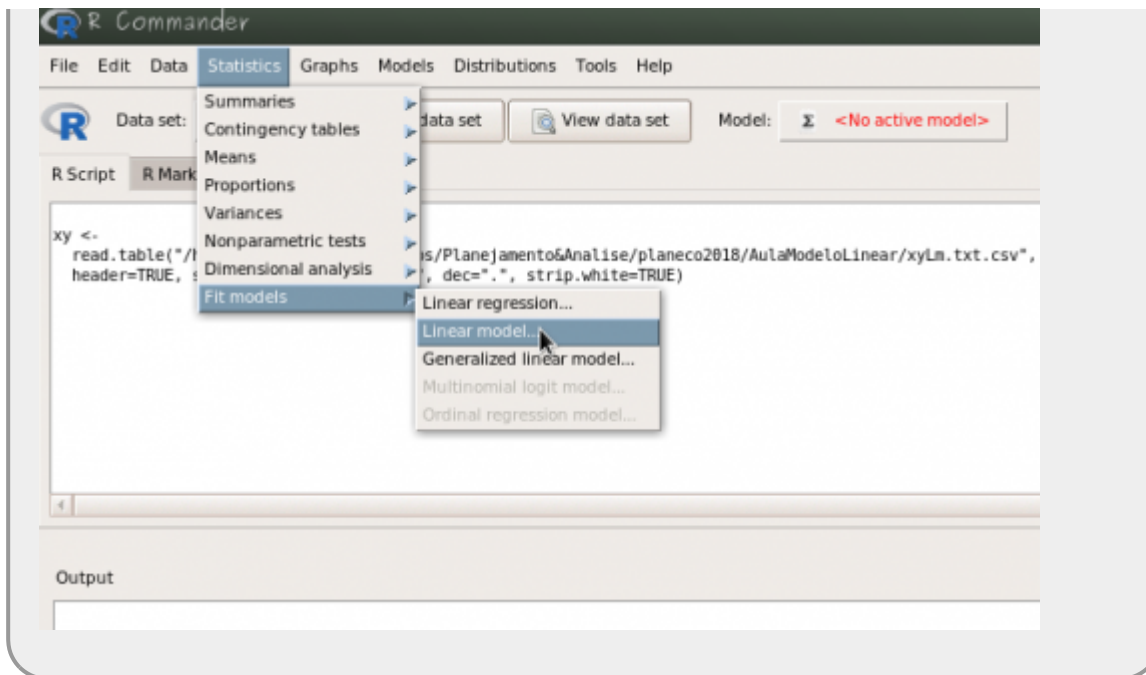 R Commander
File Edit Data Statistics Graphs Models Distributions Tools Help
Data set: data set View data set Model: Σ <No active model>
R Script R Mark
Summaries
Contingency tables
Means
Proportions
Variances
Nonparametric tests
Dimensional analysis
Fit models
Linear regression...
Linear model...
Generalized linear model...
Multinomial logit model...
Ordinal regression model...
xy <-
read.table("/ s/Planejamento&Analise/planeco2018/AulaModeloLinear/xyLm.txt.csv",
header=TRUE, ", dec=".", strip.white=TRUE)
Output